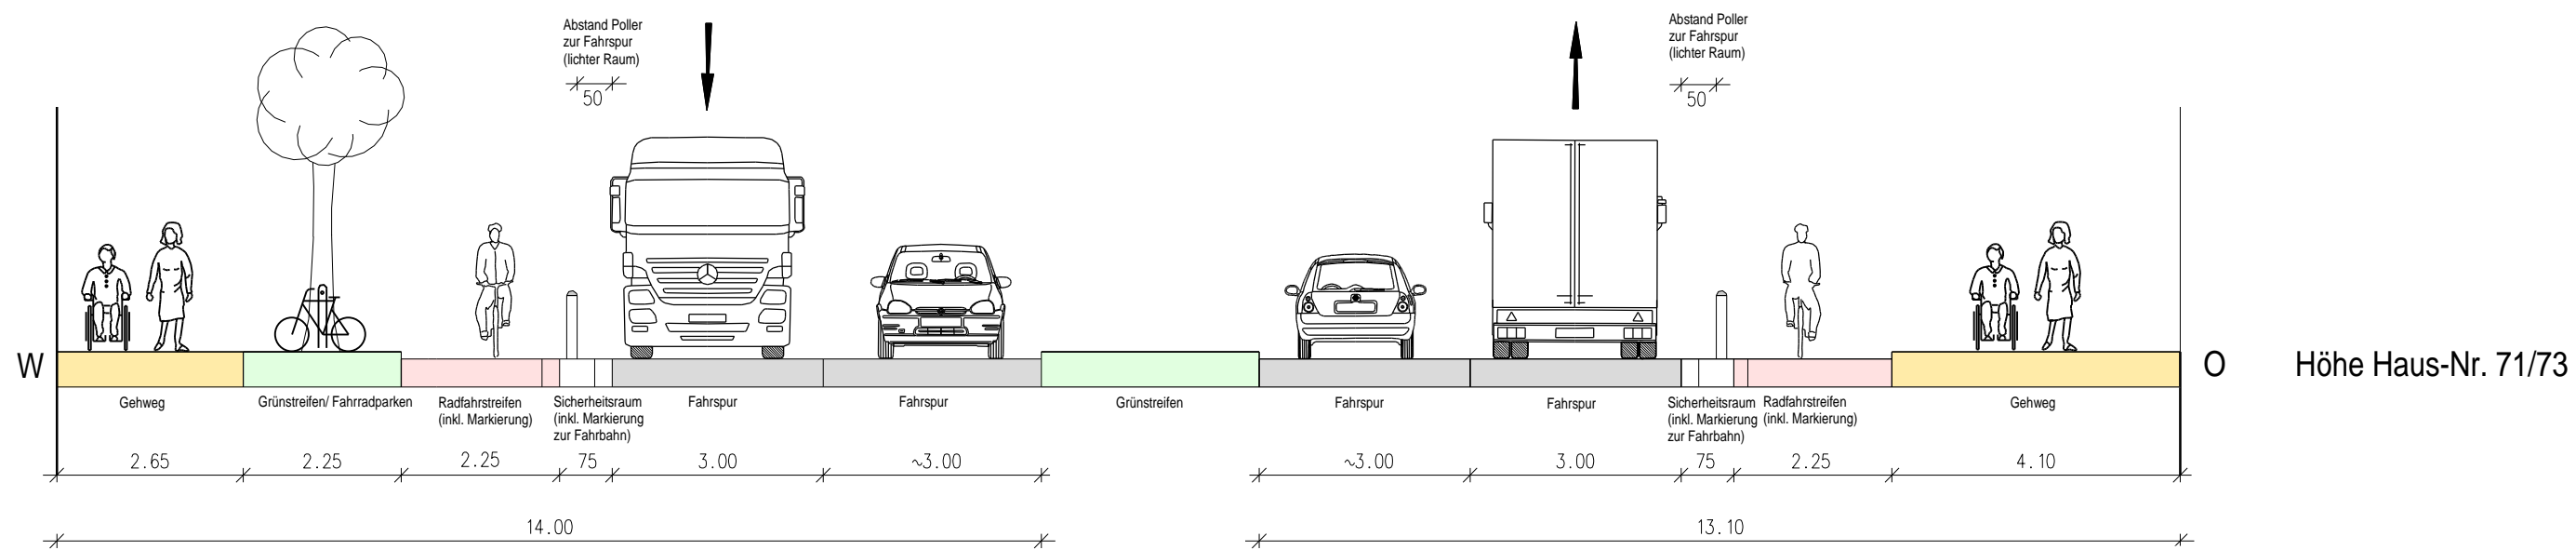 Abstand Poller
zur Fahrspur
(lichter Raum)
50
Abstand Poller
zur Fahrspur
(lichter Raum)
50
W
O
Höhe Haus-Nr. 71/73
Gehweg
Grünstreifen/ Fahrradparken
Radfahrstreifen
(inkl. Markierung)
Sicherheitsraum
(inkl. Markierung
zur Fahrbahn)
Fahrspur
Fahrspur
Grünstreifen
Fahrspur
Fahrspur
Sicherheitsraum
(inkl. Markierung
zur Fahrbahn)
Radfahrstreifen
(inkl. Markierung)
Gehweg
2.65
2.25
2.25
75
3.00
~3.00
~3.00
3.00
75
2.25
4.10
14.00
13.10